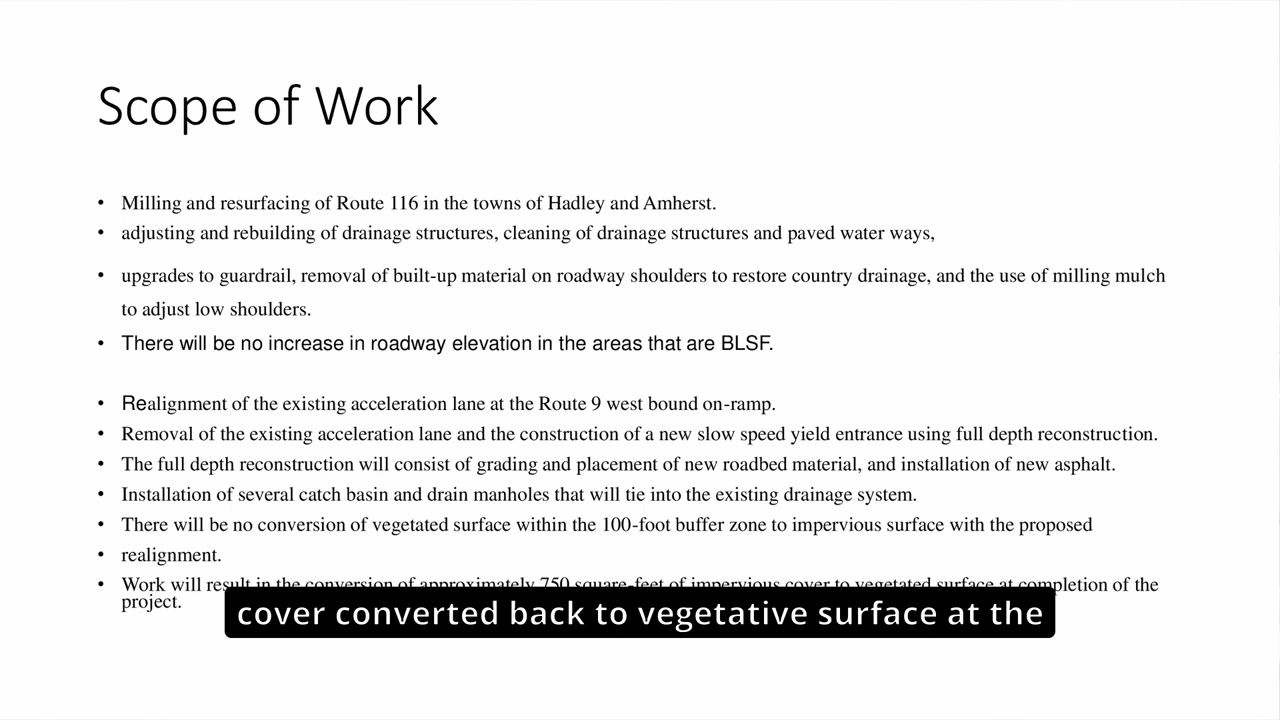 Scope of Work
• Milling and resurfacing of Route 116 in the towns of Hadley and Amherst.
• adjusting and rebuilding of drainage structures, cleaning of drainage structures and paved water ways,
• upgrades to guardrail, removal of built-up material on roadway shoulders to restore country drainage, and the use of milling mulch
to adjust low shoulders.
• There will be no increase in roadway elevation in the areas that are BLSF.
• Realignment of the existing acceleration lane at the Route 9 west bound on-ramp.
• Removal of the existing acceleration lane and the construction of a new slow speed yield entrance using full depth reconstruction.
• The full depth reconstruction will consist of grading and placement of new roadbed material, and installation of new asphalt.
• Installation of several catch basin and drain manholes that will tie into the existing drainage system.
• There will be no conversion of vegetated surface within the 100-foot buffer zone to impervious surface with the proposed
• realignment.
• Work will result in the conversion of approximately 750 square-feet of impervious cover to vegetated surface at completion of the
project.
cover converted back to vegetative surface at the